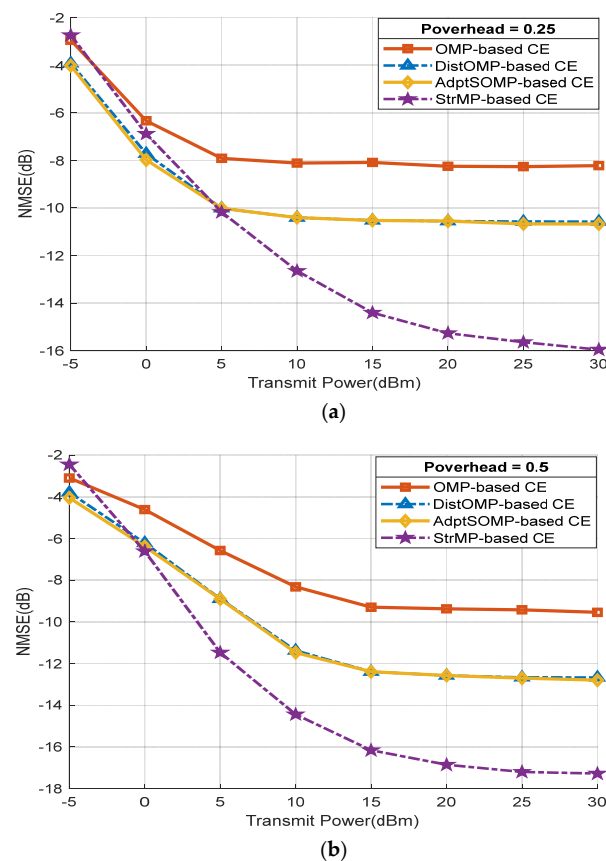 -2
Poverhead = 0.25
OMP-based CE
DistOMP-based CE
AdptSOMP-based CE
StrMP-based CE
-4
-6
-8
-10
-12
-14
-16
NMSE(dB)
-5 0 5 10 15 20 25 30
Transmit Power(dBm)
(a)
-2
Poverhead = 0.5
OMP-based CE
DistOMP-based CE
AdptSOMP-based CE
StrMP-based CE
-4
-6
-8
-10
-12
-14
-16
-18
NMSE(dB)
-5 0 5 10 15 20 25 30
Transmit Power(dBm)
(b)